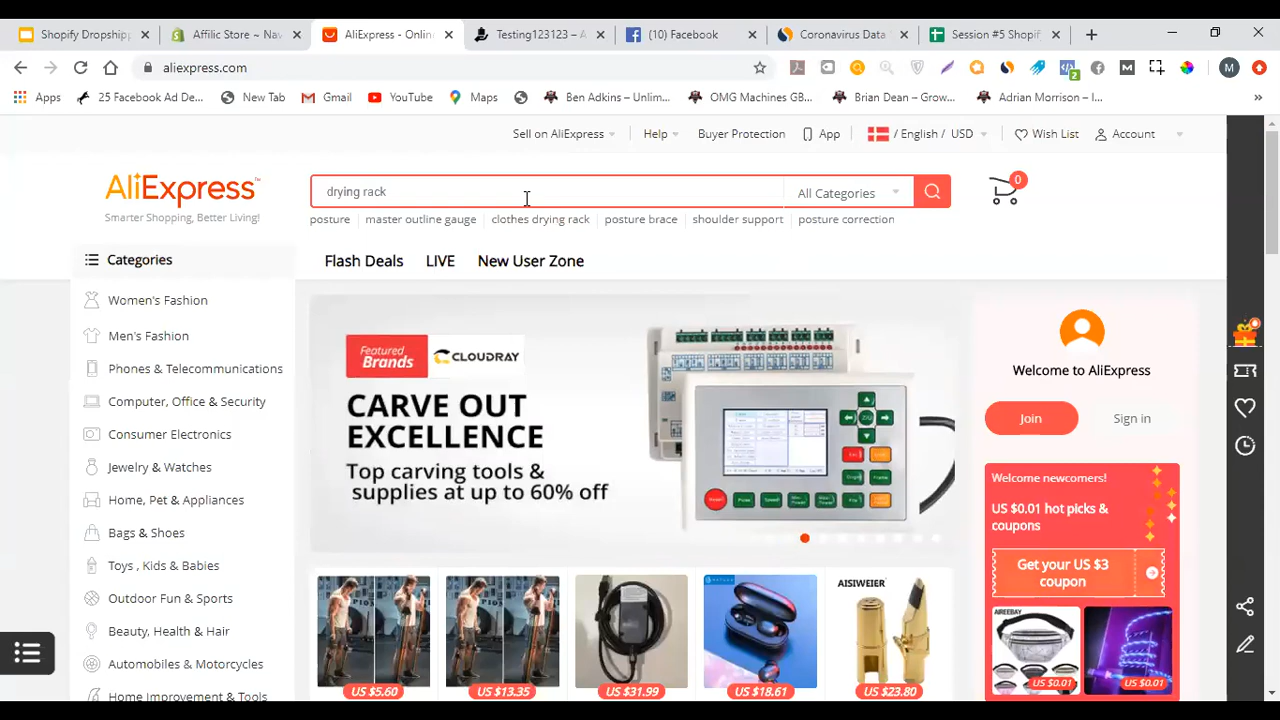 Shopify Dropship
Affilic Store ~ Nav
AliExpress - Online
Testing123123 – A
(10) Facebook
Coronavirus Data
Session #5 Shopif
aliexpress.com
2
M
Apps
25 Facebook Ad De...
New Tab
Gmail
YouTube
Maps
Ben Adkins – Unlim...
OMG Machines GB...
Brian Dean – Grow...
Adrian Morrison – I...
»
Sell on AliExpress
Help
Buyer Protection
App
/ English / USD
Wish List
Account
AliExpress
Smarter Shopping, Better Living!
drying rack
All Categories
0
posture
master outline gauge
clothes drying rack
posture brace
shoulder support
posture correction
Categories
Flash Deals
LIVE
New User Zone
Women's Fashion
Men's Fashion
Phones & Telecommunications
Computer, Office & Security
Consumer Electronics
Jewelry & Watches
Home, Pet & Appliances
Bags & Shoes
Toys , Kids & Babies
Outdoor Fun & Sports
Beauty, Health & Hair
Automobiles & Motorcycles
Home Improvement & Tools
Featured Brands
CLOUDRAY
CARVE OUT
EXCELLENCE
Top carving tools &
supplies at up to 60% off
Welcome to AliExpress
Join
Sign in
Welcome newcomers!
US $0.01 hot picks &
coupons
Get your US $3
coupon
AIREEBAY
US $0.01
US $0.01
AISIWEIER
US $5.60
US $13.35
US $31.99
US $18.61
US $23.80